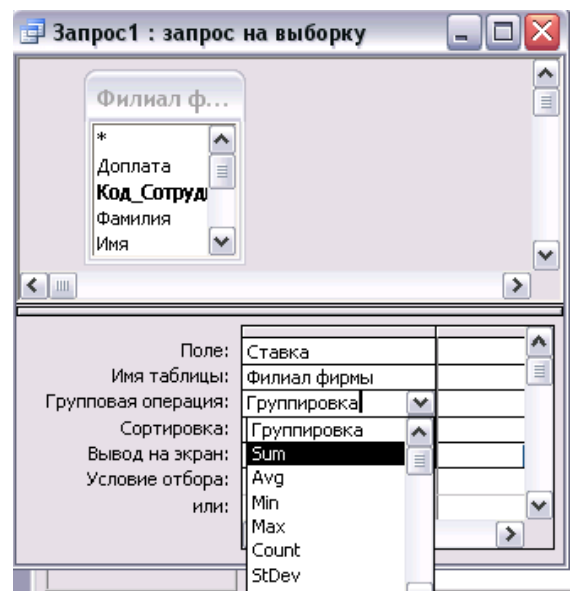 Запрос1 : запрос на выборку
Филиал ф...
*
Доплата
Код_Сотруд
Фамилия
Имя
Поле: Ставка
Имя таблицы: Филиал фирмы
Групповая операция: Группировка
Сортировка: Группировка
Вывод на экран: Sum
Условие отбора: Avg
или: Min
Max
Count
StDev